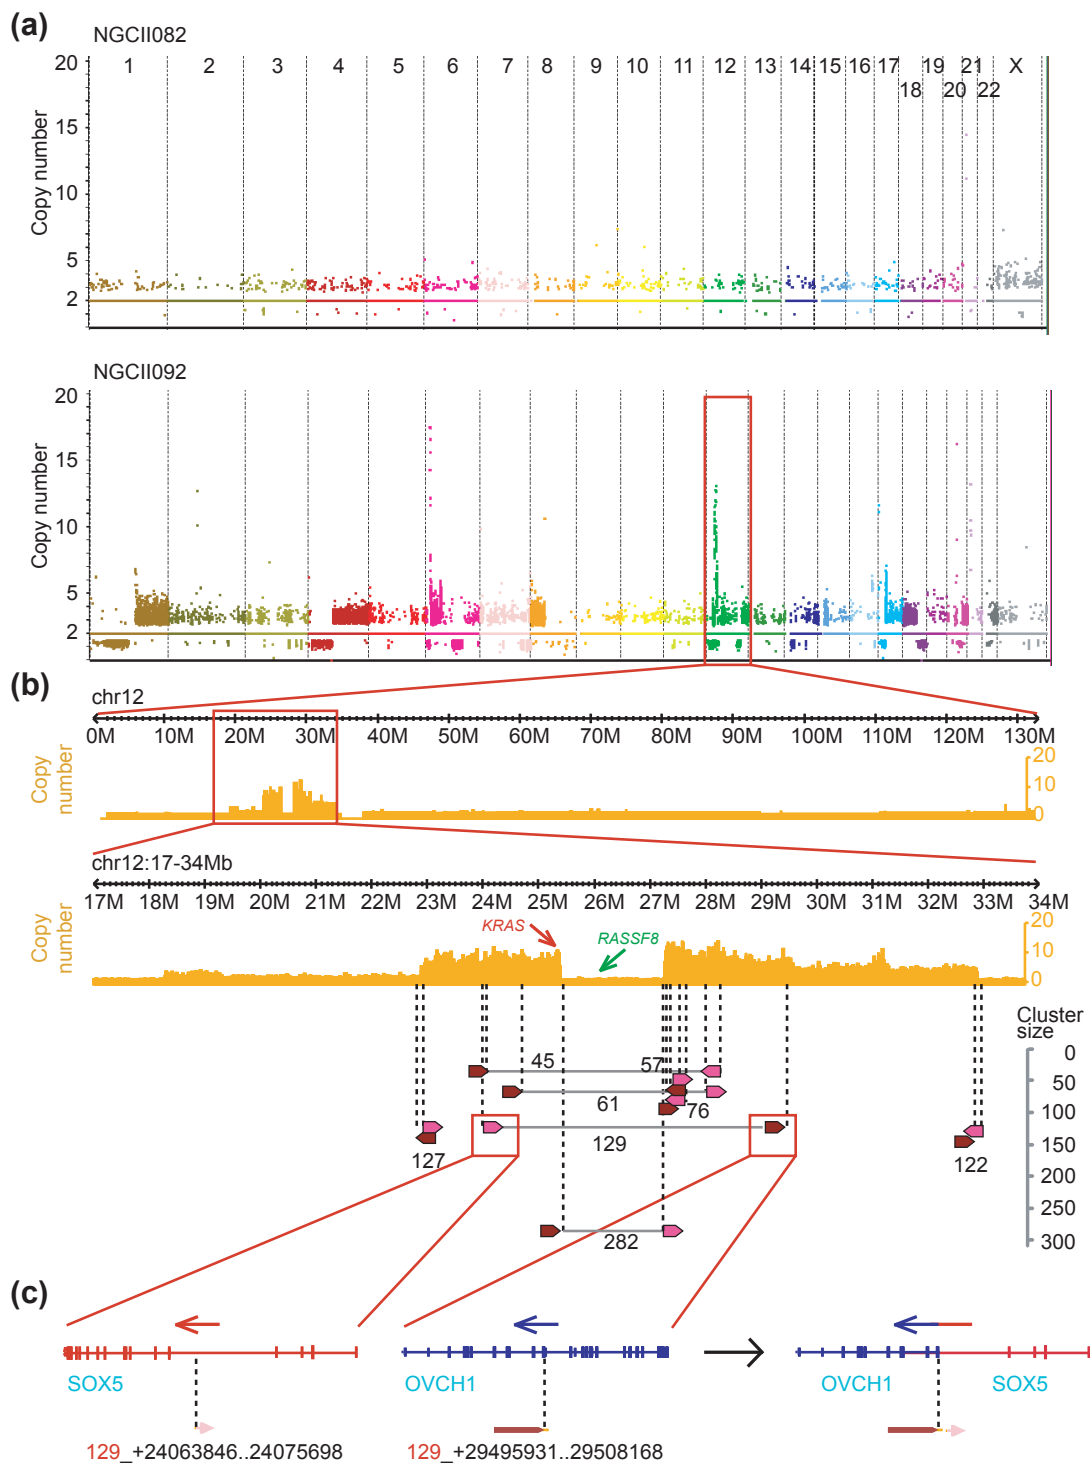 (a)
NGCII082
20
1 2 3 4 5 6 7 8 9 10 11 12 13 14 15 16 17 19 21 X
18 20 22
15
10
5
2
Copy number
NGCII092
20
15
10
5
2
Copy number
(b)
chr12
0M 10M 20M 30M 40M 50M 60M 70M 80M 90M 100M 110M 120M 130M
Copy number
20
10
0
chr12:17-34Mb
17M 18M 19M 20M 21M 22M 23M 24M 25M 26M 27M 28M 29M 30M 31M 32M 33M 34M
Copy number
KRAS
RASSF8
20
10
0
Cluster size
0
50
100
150
200
250
300
45
57
61
76
129
127
122
282
(c)
SOX5
OVCH1
OVCH1
SOX5
129_+24063846..24075698
129_+29495931..29508168